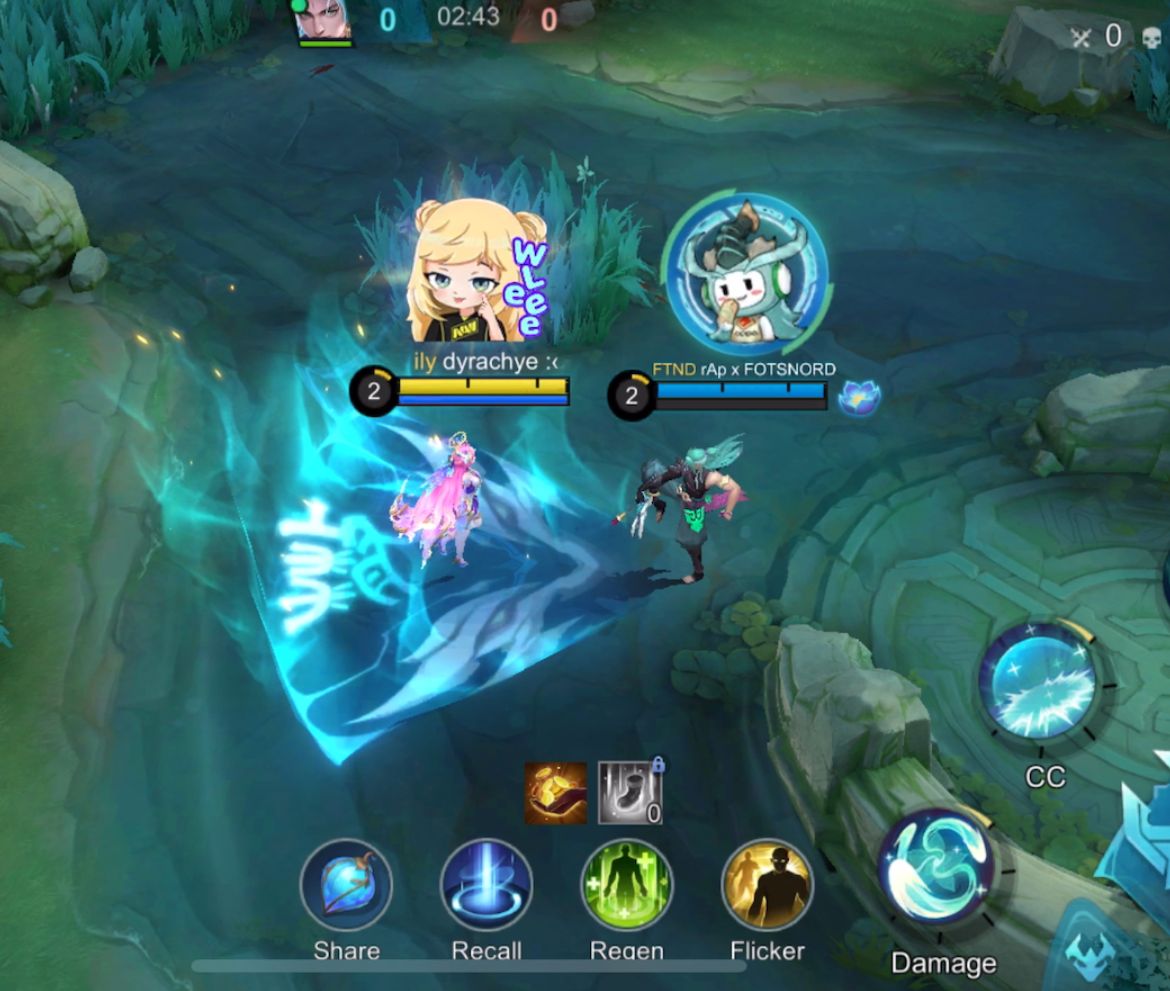 0
02:43
0
0
WLeee
ily dyrachye :‹
FTND rAp x FOTSNORD
2
2
CC
0
Share
Recall
Regen
Flicker
Damage